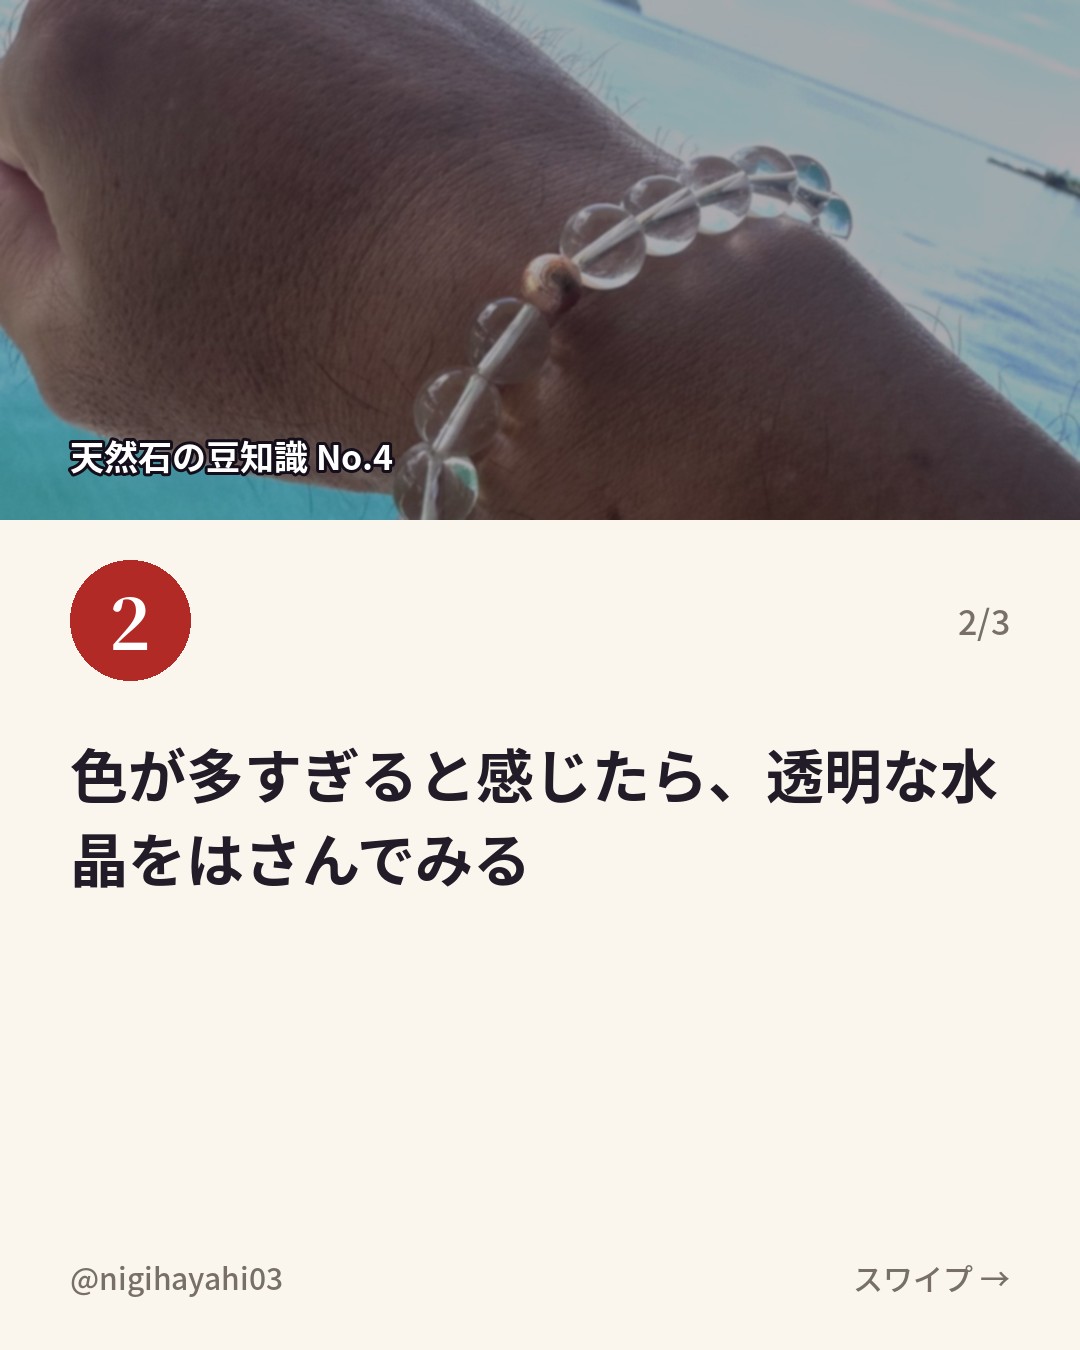 天然石の豆知識 No.4
2
2/3
色が多すぎると感じたら、透明な水
晶をはさんでみる
@nigihayahi03
スワイプ →